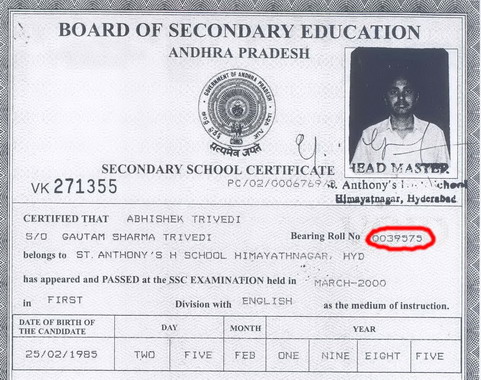 BOARD OF SECONDARY EDUCATION
ANDHRA PRADESH
GOVERNMENT OF ANDHRA PRADESH
सत्यमेव जयते
SECONDARY SCHOOL CERTIFICATE
HEAD MASTER
VK 271355
PC/02/0006769
St. Anthony's School
Himayatnagar, Hyderabad
CERTIFIED THAT ABHISHEK TRIVEDI
S/O GAUTAM SHARMA TRIVEDI Bearing Roll No 0039575
belongs to ST.ANTHONY'S H SCHOOL HIMAYATHNAGAR, HYD
has appeared and PASSED at the SSC EXAMINATION held in MARCH-2000
in FIRST Division with ENGLISH as the medium of instruction.
DATE OF BIRTH OF THE CANDIDATE DAY MONTH YEAR
25/02/1985 TWO FIVE FEB ONE NINE EIGHT FIVE